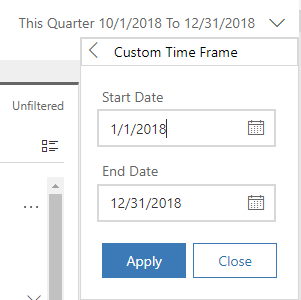 This Quarter 10/1/2018 To 12/31/2018
Custom Time Frame
Unfiltered
Start Date
1/1/2018
End Date
12/31/2018
Apply
Close